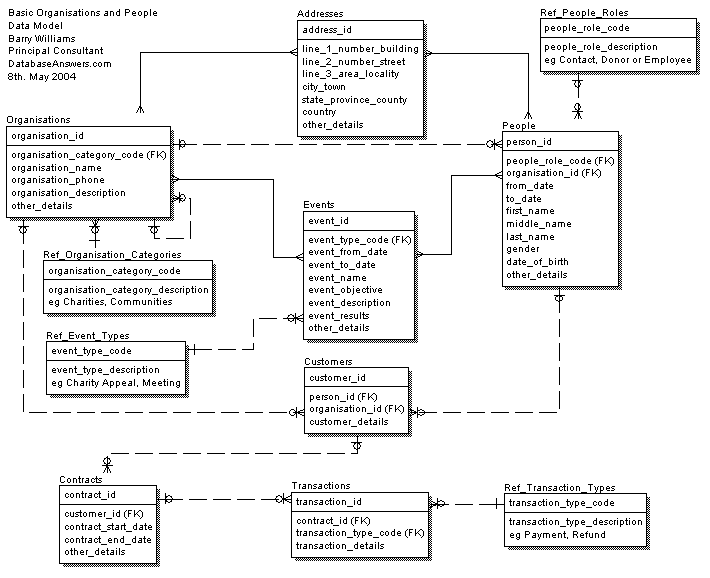 Basic Organisations and People
Data Model
Barry Williams
Principal Consultant
DatabaseAnswers.com
8th. May 2004
Addresses
address_id
line_1_number_building
line_2_number_street
line_3_area_locality
city_town
state_province_county
country
other_details
Ref_People_Roles
people_role_code
people_role_description
eg Contact, Donor or Employee
Organisations
organisation_id
organisation_category_code (FK)
organisation_name
organisation_phone
organisation_description
other_details
People
person_id
people_role_code (FK)
organisation_id (FK)
from_date
to_date
first_name
middle_name
last_name
gender
date_of_birth
other_details
Events
event_id
event_type_code (FK)
event_from_date
event_to_date
event_name
event_objective
event_description
event_results
other_details
Ref_Organisation_Categories
organisation_category_code
organisation_category_description
eg Charities, Communities
Ref_Event_Types
event_type_code
event_type_description
eg Charity Appeal, Meeting
Customers
customer_id
person_id (FK)
organisation_id (FK)
customer_details
Contracts
contract_id
customer_id (FK)
contract_start_date
contract_end_date
other_details
Transactions
transaction_id
contract_id (FK)
transaction_type_code (FK)
transaction_details
Ref_Transaction_Types
transaction_type_code
transaction_type_description
eg Payment, Refund